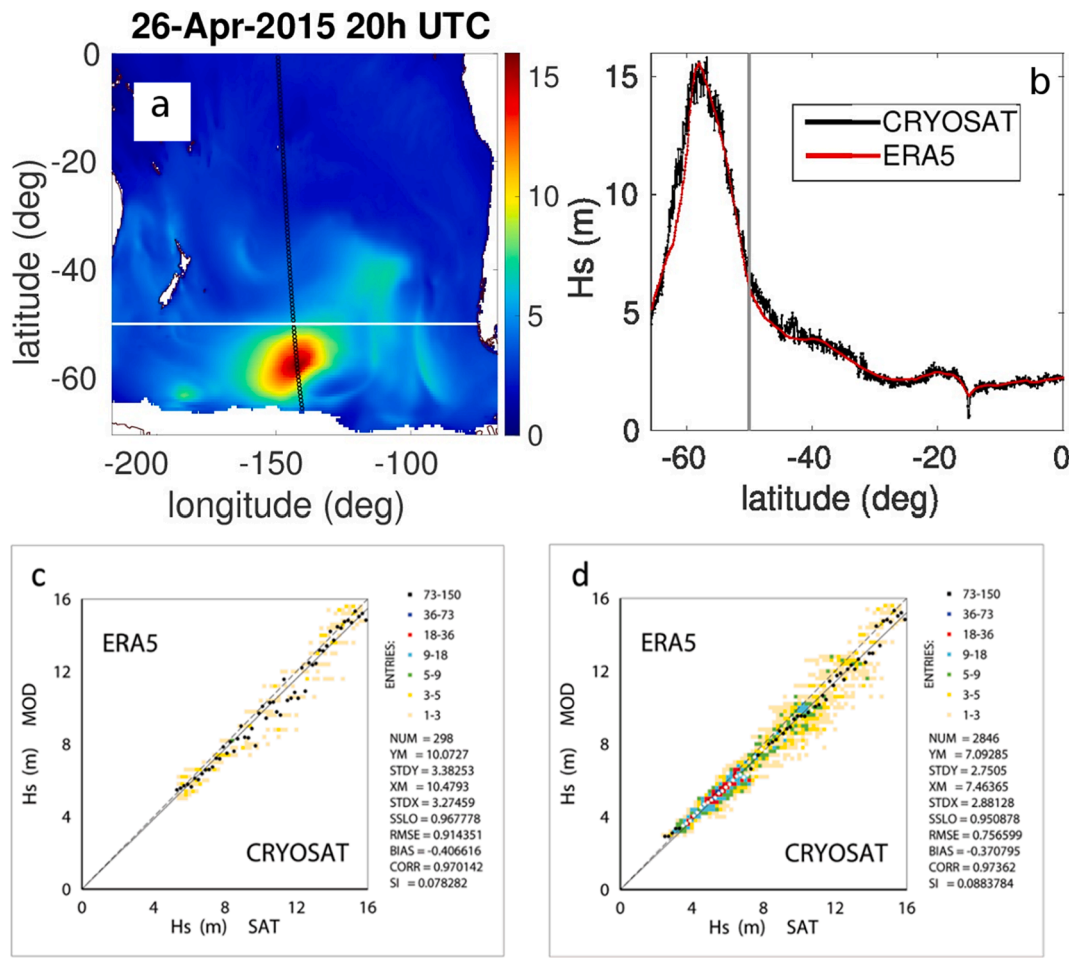 26-Apr-2015 20h UTC
a
0
-20
-40
-60
latitude (deg)
-200
-150
-100
longitude (deg)
15
10
5
0
b
CRYOSAT
ERA5
15
10
5
0
Hs (m)
-60
-40
-20
0
latitude (deg)
c
16
12
8
4
0
Hs (m) MOD
ERA5
CRYOSAT
0
4
8
12
16
Hs (m) SAT
ENTRIES:
73-150
36-73
18-36
9-18
5-9
3-5
1-3
NUM = 298
YM = 10.0727
STDY = 3.38253
XM = 10.4793
STDX = 3.27459
SSLO = 0.967778
RMSE = 0.914351
BIAS = -0.406616
CORR = 0.970142
SI = 0.078282
d
16
12
8
4
0
Hs (m) MOD
ERA5
CRYOSAT
0
4
8
12
16
Hs (m) SAT
ENTRIES:
73-150
36-73
18-36
9-18
5-9
3-5
1-3
NUM = 2846
YM = 7.09285
STDY = 2.7505
XM = 7.46365
STDX = 2.88128
SSLO = 0.950878
RMSE = 0.756599
BIAS = -0.370795
CORR = 0.97362
SI = 0.0883784